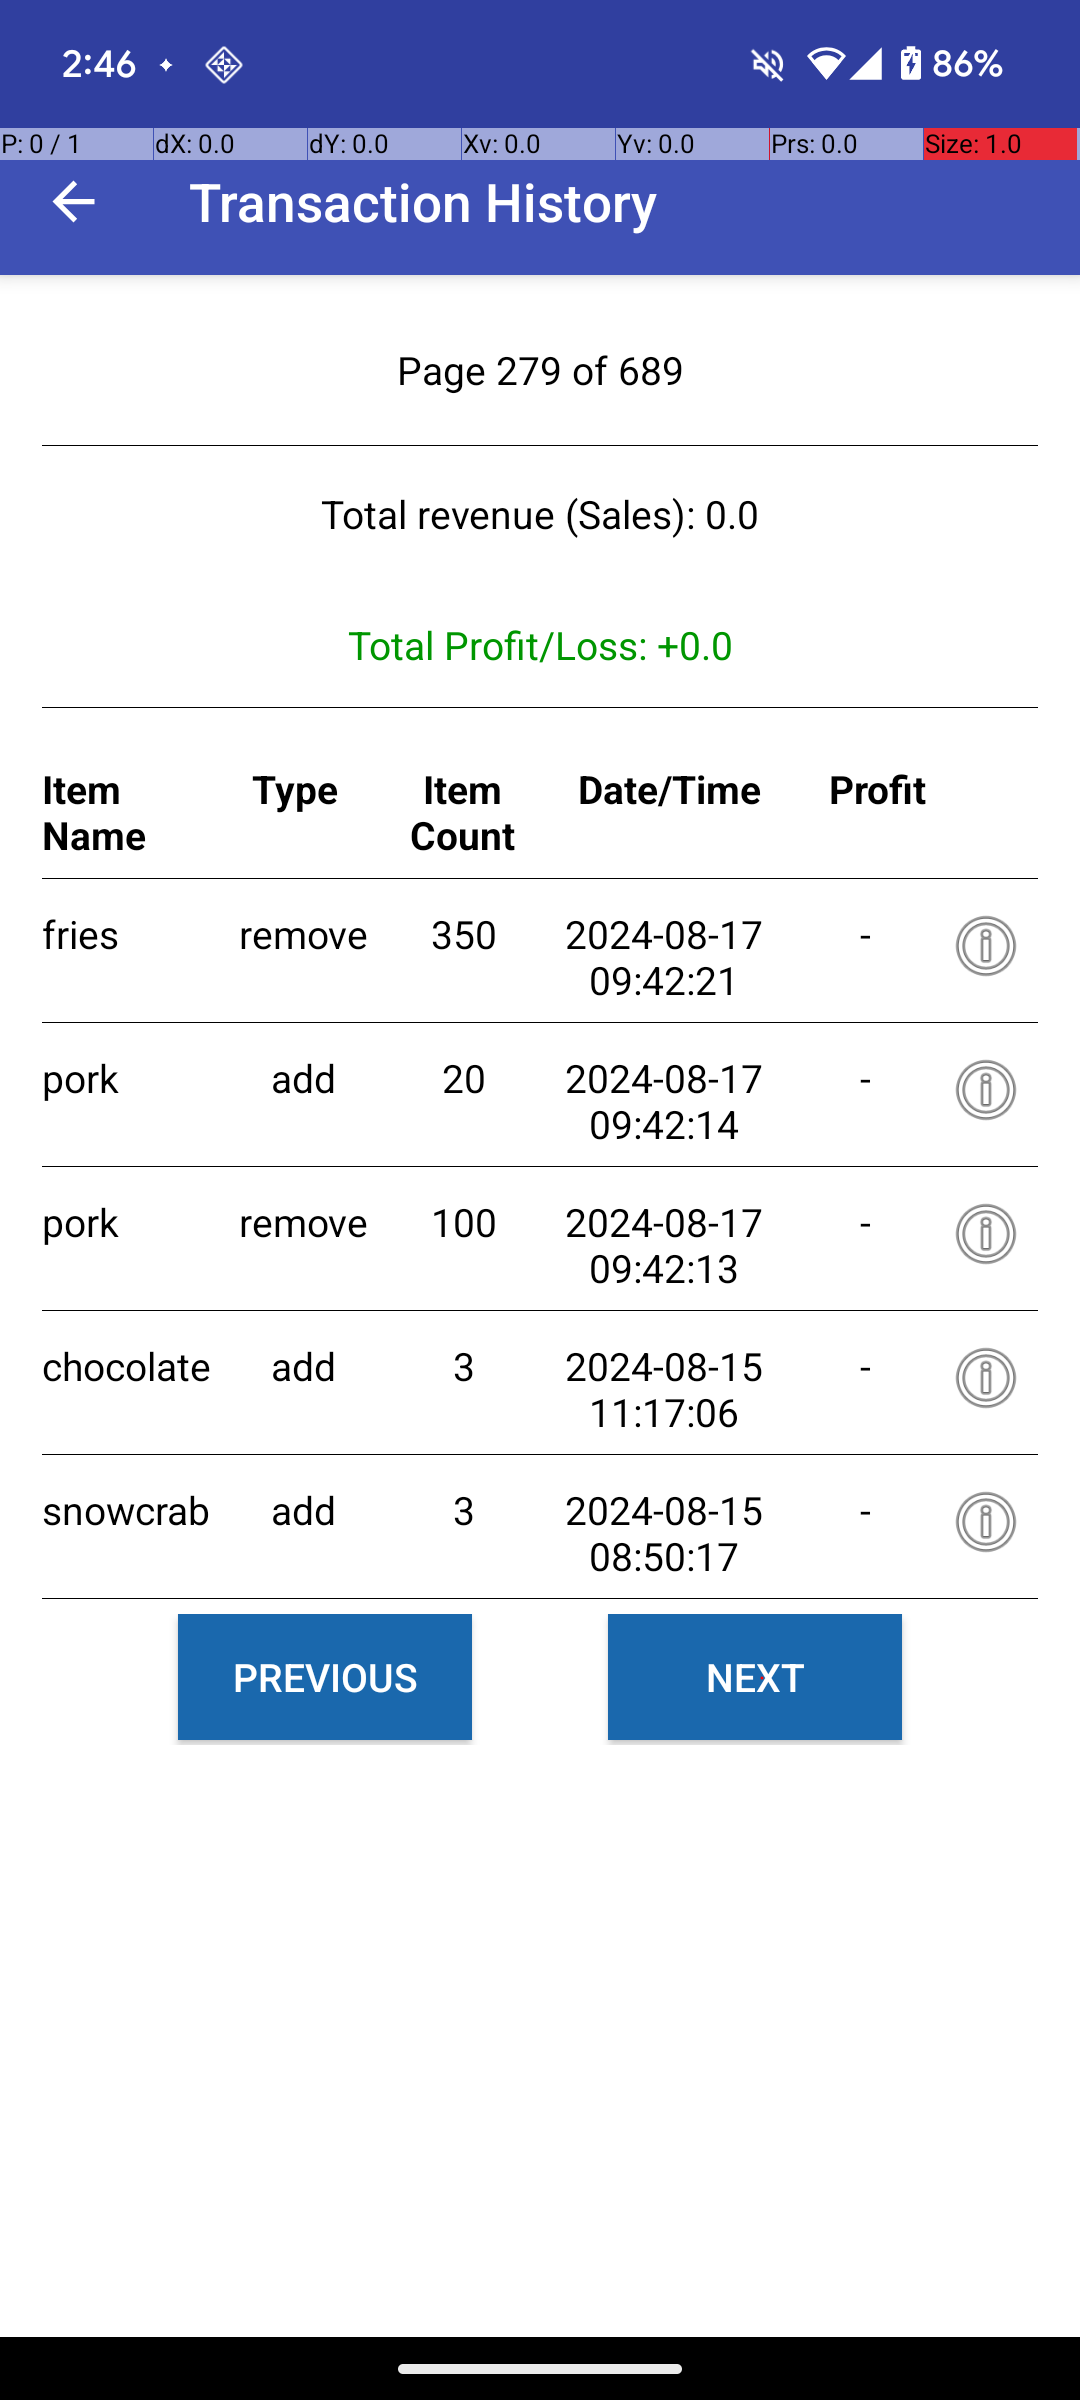 2:46 86%
P: 0 / 1 dX: 0.0 dY: 0.0 Xv: 0.0 Yv: 0.0 Prs: 0.0 Size: 1.0
Transaction History
Page 279 of 689
Total revenue (Sales): 0.0
Total Profit/Loss: +0.0
Item Name Type Item Count Date/Time Profit
fries remove 350 2024-08-17 09:42:21 -
pork add 20 2024-08-17 09:42:14 -
pork remove 100 2024-08-17 09:42:13 -
chocolate add 3 2024-08-15 11:17:06 -
snowcrab add 3 2024-08-15 08:50:17 -
PREVIOUS NEXT